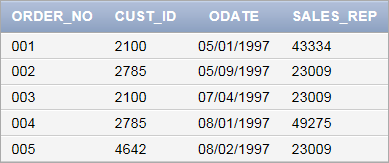 ORDER_NO CUST_ID ODATE SALES_REP
001 2100 05/01/1997 43334
002 2785 05/09/1997 23009
003 2100 07/04/1997 23009
004 2785 08/01/1997 49275
005 4642 08/02/1997 23009